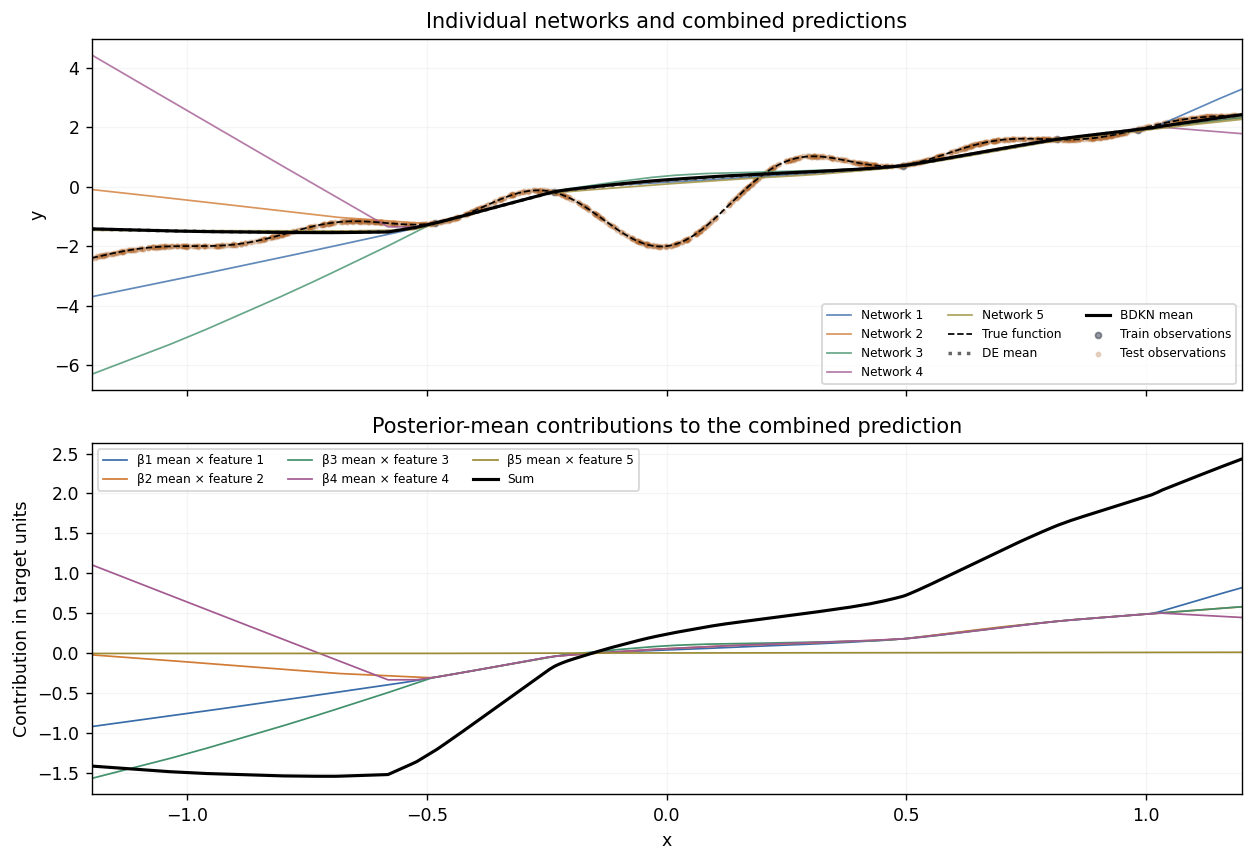 Individual networks and combined predictions
4
2
0
−2
−4
−6
y
Network 1 Network 5 BDKN mean
Network 2 True function Train observations
Network 3 DE mean Test observations
Network 4
Posterior-mean contributions to the combined prediction
β1 mean × feature 1 β3 mean × feature 3 β5 mean × feature 5
β2 mean × feature 2 β4 mean × feature 4 Sum
2.5
2.0
1.5
1.0
0.5
0.0
−0.5
−1.0
−1.5
Contribution in target units
−1.0 −0.5 0.0 0.5 1.0
x